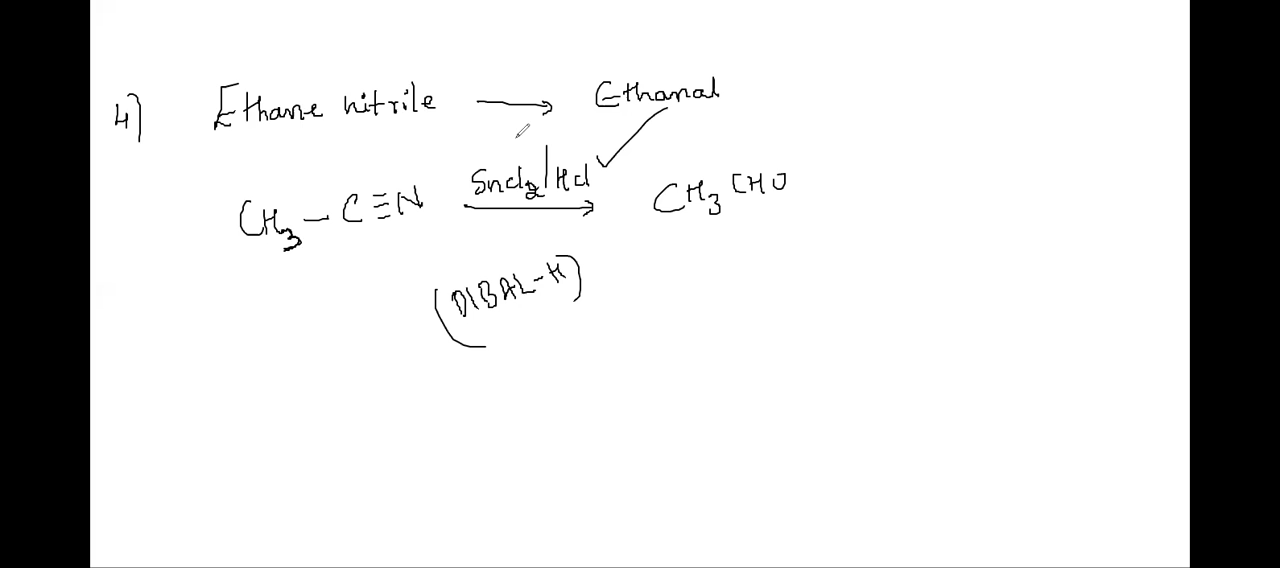 4) Ethane nitrile → Ethanal
SnCl2/HCl
CH3 – C≡N → CH3CHO
(DIBAL-H)